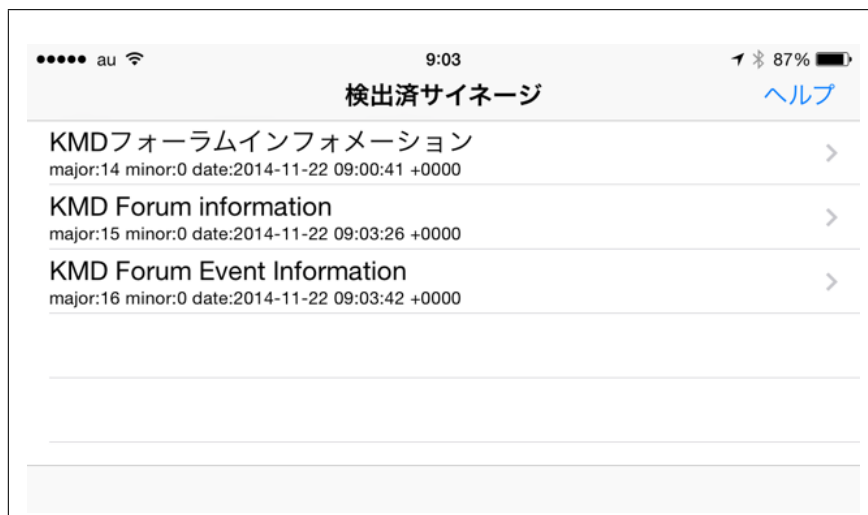 au 9:03 87%
検出済サイネージ ヘルプ
KMDフォーラムインフォメーション
major:14 minor:0 date:2014-11-22 09:00:41 +0000
KMD Forum information
major:15 minor:0 date:2014-11-22 09:03:26 +0000
KMD Forum Event Information
major:16 minor:0 date:2014-11-22 09:03:42 +0000